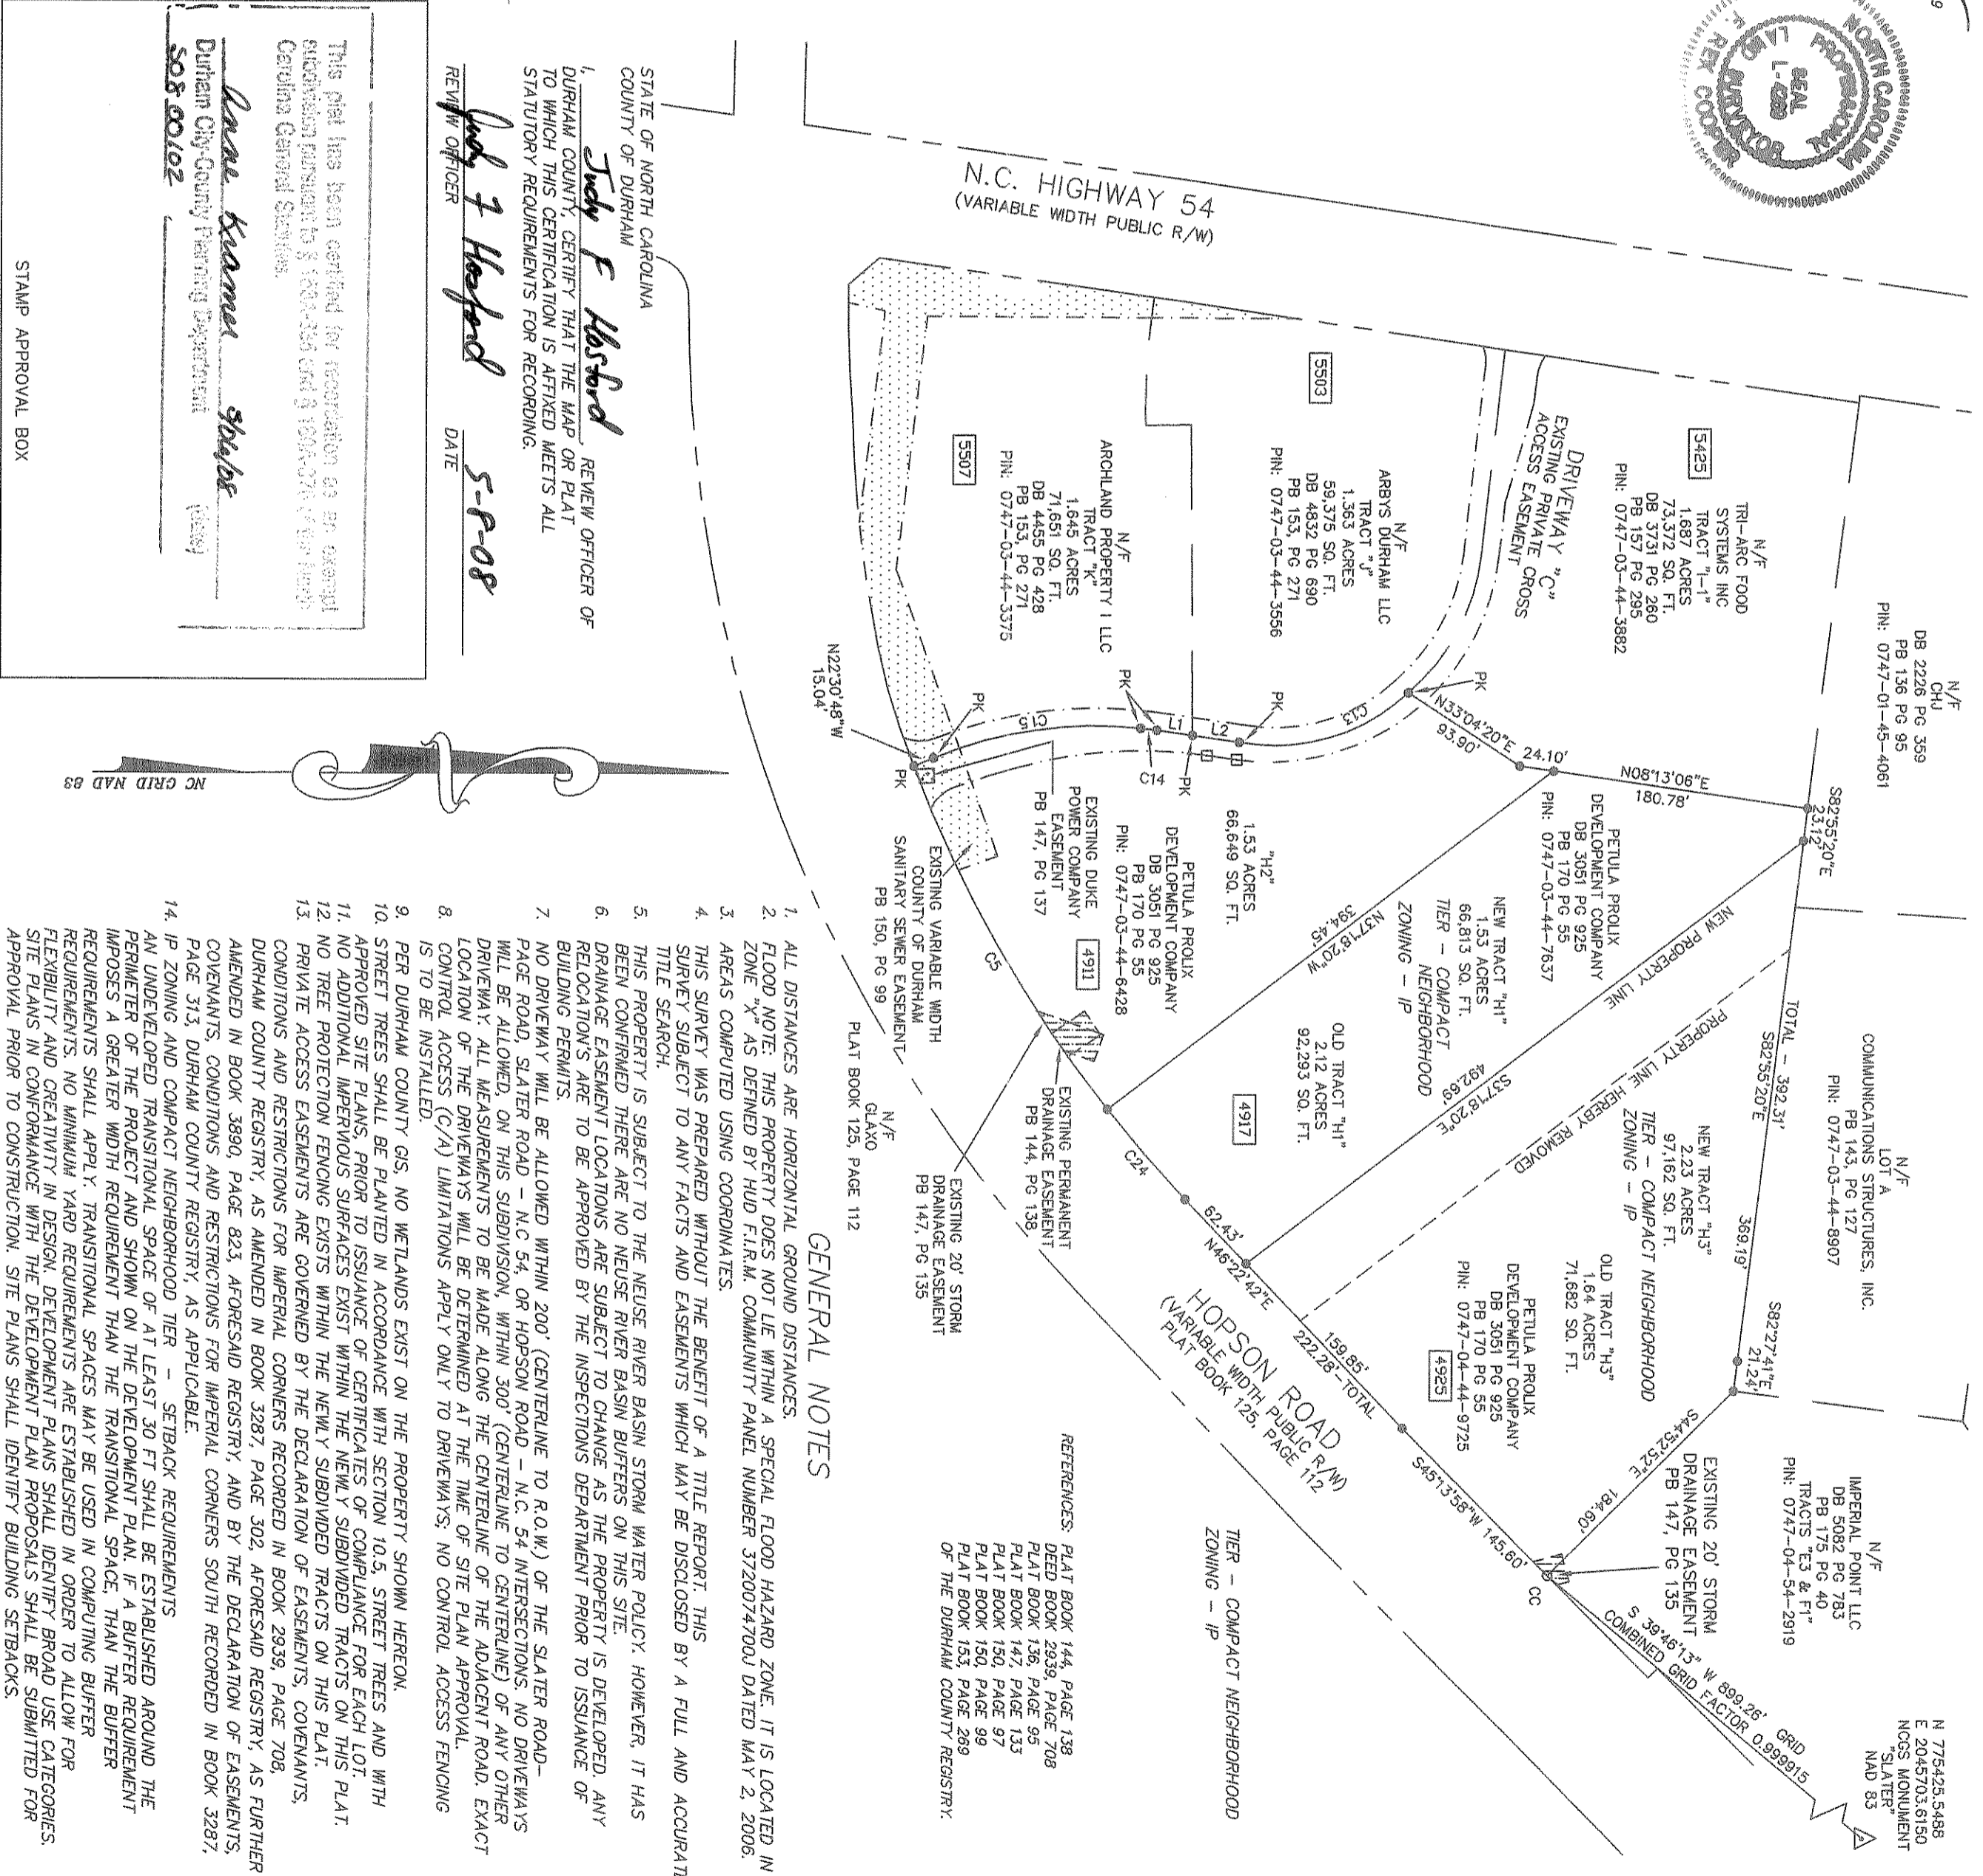 NORTH CAROLINA
PROFESSIONAL
SEAL
LAND SURVEYOR
F. REK COOPER
N/F
CHJ
DB 2226 PG 359
PB 136 PG 95
PIN: 0747-01-45-4061
N/F
LOT A
COMMUNICATIONS STRUCTURES, INC.
PB 143, PG 127
PIN: 0747-03-44-8907
N/F
IMPERIAL POINT LLC
DB 5082 PG 783
PB 175 PG 40
TRACTS "E3 & F1"
PIN: 0747-04-54-2919
N 775425.5488
E 2045703.6150
NCGS MONUMENT
"SLATER"
NAD 83
S 39°46'13" W 899.26' GRID
COMBINED GRID FACTOR 0.999915
N/F
TRI-ARC FOOD
SYSTEMS INC
TRACT "I-1"
1.687 ACRES
73,372 SQ. FT.
DB 3731 PG 260
PB 157 PG 295
PIN: 0747-03-44-3882
5425
DRIVEWAY "C"
EXISTING PRIVATE CROSS
ACCESS EASEMENT
S82°55'20"E
23.12'
N08°13'06"E
180.78'
24.10'
N33°04'20"E
93.90'
TOTAL - 392.31'
S82°55'20"E
369.19'
S82°27'41"E
21.24'
S44°52'52"E
184.60'
EXISTING 20' STORM
DRAINAGE EASEMENT
PB 147, PG 135
CC
PETULA PROLIX
DEVELOPMENT COMPANY
DB 3051 PG 925
PB 170 PG 55
PIN: 0747-03-44-7637
NEW TRACT "H1"
1.53 ACRES
66,813 SQ. FT.
TIER - COMPACT
NEIGHBORHOOD
ZONING - IP
NEW PROPERTY LINE
S37°18'20"E
492.69'
PROPERTY LINE HEREBY REMOVED
OLD TRACT "H1"
2.12 ACRES
92,293 SQ. FT.
4917
NEW TRACT "H3"
2.23 ACRES
97,162 SQ. FT.
TIER - COMPACT NEIGHBORHOOD
ZONING - IP
OLD TRACT "H3"
1.64 ACRES
71,682 SQ. FT.
PETULA PROLIX
DEVELOPMENT COMPANY
DB 3051 PG 925
PB 170 PG 55
PIN: 0747-04-44-9725
4925
N37°18'20"W
394.45'
"H2"
1.53 ACRES
66,649 SQ. FT.
PETULA PROLIX
DEVELOPMENT COMPANY
DB 3051 PG 925
PB 170 PG 55
PIN: 0747-03-44-6428
4911
N.C. HIGHWAY 54
(VARIABLE WIDTH PUBLIC R/W)
5503
N/F
ARBYS DURHAM LLC
TRACT "J"
1.363 ACRES
59,375 SQ. FT.
DB 4832 PG 690
PB 153, PG 271
PIN: 0747-03-44-3556
N/F
ARCHLAND PROPERTY I LLC
TRACT "K"
1.645 ACRES
71,651 SQ. FT.
DB 4455 PG 428
PB 153, PG 271
PIN: 0747-03-44-3375
5507
PK
C13
PK
L2
L1
PK
C14
PK
C15
PK
PK
N22°30'48"W
15.04'
EXISTING DUKE
POWER COMPANY
EASEMENT
PB 147, PG 137
EXISTING VARIABLE WIDTH
COUNTY OF DURHAM
SANITARY SEWER EASEMENT
PB 150, PG 99
C5
EXISTING PERMANENT
DRAINAGE EASEMENT
PB 144, PG 138
EXISTING 20' STORM
DRAINAGE EASEMENT
PB 147, PG 135
C24
62.43'
N46°22'42"E
159.85'
222.28'-TOTAL
S45°13'58"W 145.60'
HOPSON ROAD
(VARIABLE WIDTH PUBLIC R/W)
PLAT BOOK 125, PAGE 112
N/F
GLAXO
PLAT BOOK 125, PAGE 112
TIER - COMPACT NEIGHBORHOOD
ZONING - IP
REFERENCES: PLAT BOOK 144, PAGE 138
DEED BOOK 2939, PAGE 708
PLAT BOOK 136, PAGE 95
PLAT BOOK 147, PAGE 133
PLAT BOOK 150, PAGE 97
PLAT BOOK 150, PAGE 99
PLAT BOOK 153, PAGE 269
OF THE DURHAM COUNTY REGISTRY.
STATE OF NORTH CAROLINA
COUNTY OF DURHAM
I, Judy F Hosford, REVIEW OFFICER OF
DURHAM COUNTY, CERTIFY THAT THE MAP OR PLAT
TO WHICH THIS CERTIFICATION IS AFFIXED MEETS ALL
STATUTORY REQUIREMENTS FOR RECORDING.
Judy F Hosford 5-8-08
REVIEW OFFICER DATE
This plat has been certified for recordation as an exempt
subdivision pursuant to
Carolina General Statutes.
Anne Kramer
Durham City-County Planning Department
S0800102
STAMP APPROVAL BOX
NC GRID NAD 83
GENERAL NOTES
1. ALL DISTANCES ARE HORIZONTAL GROUND DISTANCES.
2. FLOOD NOTE: THIS PROPERTY DOES NOT LIE WITHIN A SPECIAL FLOOD HAZARD ZONE. IT IS LOCATED IN
ZONE "X" AS DEFINED BY HUD F.I.R.M. COMMUNITY PANEL NUMBER 3720074700J DATED MAY 2, 2006.
3. AREAS COMPUTED USING COORDINATES.
4. THIS SURVEY WAS PREPARED WITHOUT THE BENEFIT OF A TITLE REPORT. THIS
SURVEY SUBJECT TO ANY FACTS AND EASEMENTS WHICH MAY BE DISCLOSED BY A FULL AND ACCURAT
TITLE SEARCH.
5. THIS PROPERTY IS SUBJECT TO THE NEUSE RIVER BASIN STORM WATER POLICY. HOWEVER, IT HAS
BEEN CONFIRMED THERE ARE NO NEUSE RIVER BASIN BUFFERS ON THIS SITE.
6. DRAINAGE EASEMENT LOCATIONS ARE SUBJECT TO CHANGE AS THE PROPERTY IS DEVELOPED. ANY
RELOCATION'S ARE TO BE APPROVED BY THE INSPECTIONS DEPARTMENT PRIOR TO ISSUANCE OF
BUILDING PERMITS.
7. NO DRIVEWAY WILL BE ALLOWED WITHIN 200' (CENTERLINE TO R.O.W.) OF THE SLATER ROAD-
PAGE ROAD, SLATER ROAD - N.C 54, OR HOPSON ROAD - N.C. 54 INTERSECTIONS. NO DRIVEWAYS
WILL BE ALLOWED, ON THIS SUBDIVISION, WITHIN 300' (CENTERLINE TO CENTERLINE) OF ANY OTHER
DRIVEWAY. ALL MEASUREMENTS TO BE MADE ALONG THE CENTERLINE OF THE ADJACENT ROAD. EXACT
LOCATION OF THE DRIVEWAYS WILL BE DETERMINED AT THE TIME OF SITE PLAN APPROVAL.
8. CONTROL ACCESS (C/A) LIMITATIONS APPLY ONLY TO DRIVEWAYS; NO CONTROL ACCESS FENCING
IS TO BE INSTALLED.
9. PER DURHAM COUNTY GIS, NO WETLANDS EXIST ON THE PROPERTY SHOWN HEREON.
10. STREET TREES SHALL BE PLANTED IN ACCORDANCE WITH SECTION 10.5, STREET TREES AND WITH
APPROVED SITE PLANS, PRIOR TO ISSUANCE OF CERTIFICATES OF COMPLIANCE FOR EACH LOT.
11. NO ADDITIONAL IMPERVIOUS SURFACES EXIST WITHIN THE NEWLY SUBDIVIDED TRACTS ON THIS PLAT.
12. NO TREE PROTECTION FENCING EXISTS WITHIN THE NEWLY SUBDIVIDED TRACTS ON THIS PLAT.
13. PRIVATE ACCESS EASEMENTS ARE GOVERNED BY THE DECLARATION OF EASEMENTS, COVENANTS,
CONDITIONS AND RESTRICTIONS FOR IMPERIAL CORNERS RECORDED IN BOOK 2939, PAGE 708,
DURHAM COUNTY REGISTRY, AS AMENDED IN BOOK 3287, PAGE 302, AFORESAID REGISTRY, AS FURTHER
AMENDED IN BOOK 3890, PAGE 823, AFORESAID REGISTRY, AND BY THE DECLARATION OF EASEMENTS,
COVENANTS, CONDITIONS AND RESTRICTIONS FOR IMPERIAL CORNERS SOUTH RECORDED IN BOOK 3287,
PAGE 313, DURHAM COUNTY REGISTRY, AS APPLICABLE.
14. IP ZONING AND COMPACT NEIGHBORHOOD TIER - SETBACK REQUIREMENTS
AN UNDEVELOPED TRANSITIONAL SPACE OF AT LEAST 30 FT SHALL BE ESTABLISHED AROUND THE
PERIMETER OF THE PROJECT AND SHOWN ON THE DEVELOPMENT PLAN. IF A BUFFER REQUIREMENT
IMPOSES A GREATER WIDTH REQUIREMENT THAN THE TRANSITIONAL SPACE, THAN THE BUFFER
REQUIREMENTS SHALL APPLY. TRANSITIONAL SPACES MAY BE USED IN COMPUTING BUFFER
REQUIREMENTS. NO MINIMUM YARD REQUIREMENTS ARE ESTABLISHED IN ORDER TO ALLOW FOR
FLEXIBILITY AND CREATIVITY IN DESIGN. DEVELOPMENT PLANS SHALL IDENTIFY BROAD USE CATEGORIES.
SITE PLANS IN CONFORMANCE WITH THE DEVELOPMENT PLAN PROPOSALS SHALL BE SUBMITTED FOR
APPROVAL PRIOR TO CONSTRUCTION. SITE PLANS SHALL IDENTIFY BUILDING SETBACKS.